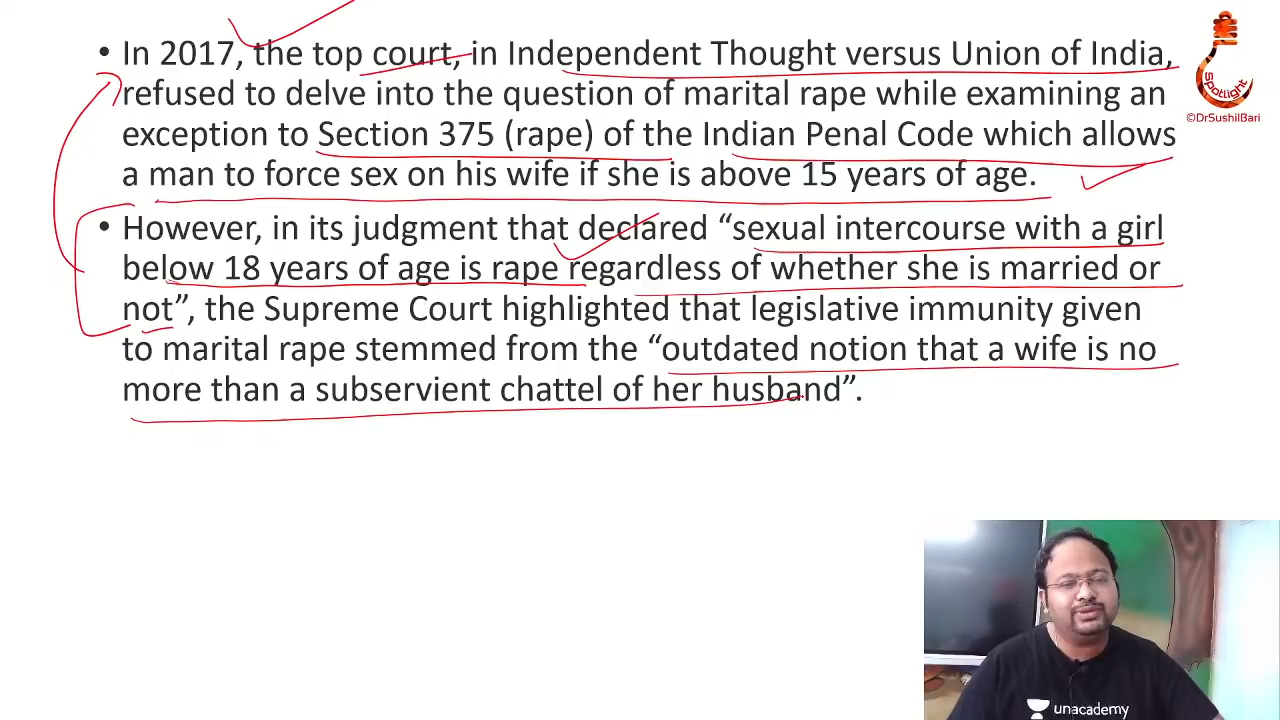 • In 2017, the top court, in Independent Thought versus Union of India,
refused to delve into the question of marital rape while examining an
exception to Section 375 (rape) of the Indian Penal Code which allows
a man to force sex on his wife if she is above 15 years of age.
• However, in its judgment that declared “sexual intercourse with a girl
below 18 years of age is rape regardless of whether she is married or
not”, the Supreme Court highlighted that legislative immunity given
to marital rape stemmed from the “outdated notion that a wife is no
more than a subservient chattel of her husband”.
Spotlight
©DrSushilBari
unacademy